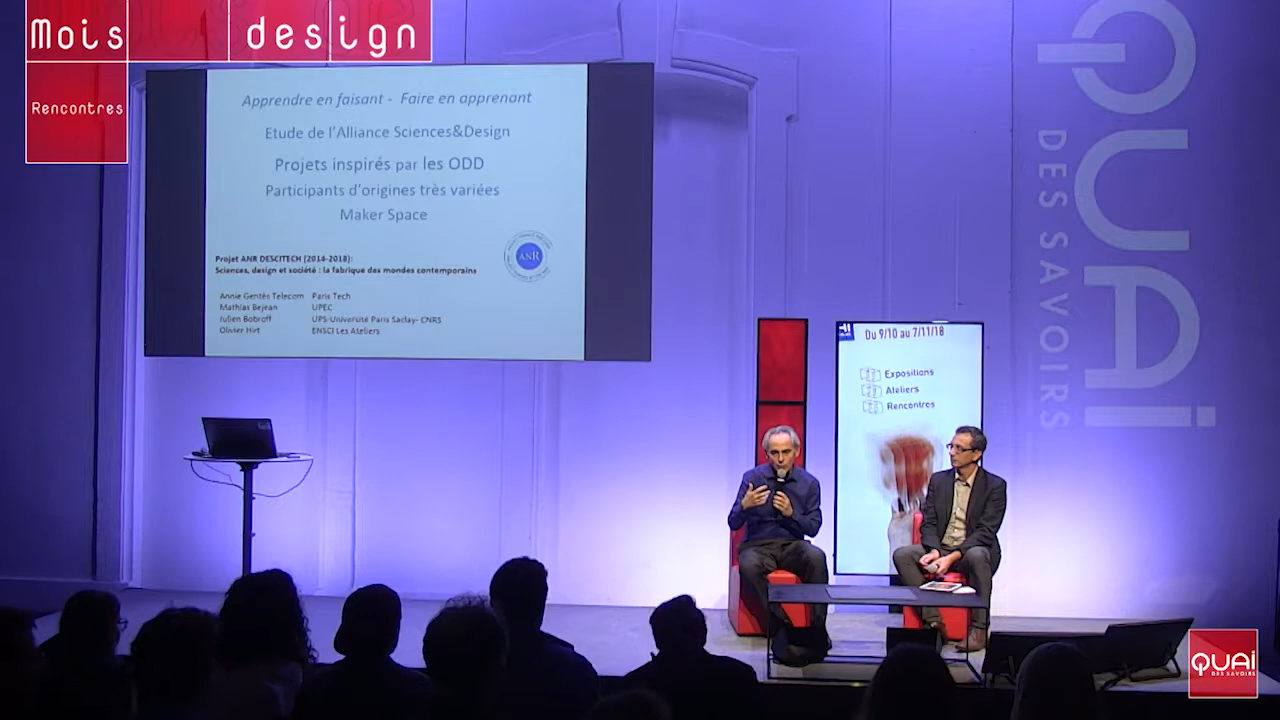 Mois design
Rencontres
Apprendre en faisant - Faire en apprenant
Etude de l'Alliance Sciences&Design
Projets inspirés par les ODD
Participants d'origines très variées
Maker Space
ANR
Projet ANR DESCITECH (2014-2018):
Sciences, design et société : la fabrique des mondes contemporains
Annie Gentès Telecom Paris Tech
Mathias Bejean UPEC
Julien Bobroff UPS-Université Paris Saclay- CNRS
Olivier Hirt ENSCI Les Ateliers
Du 9/10 au 7/11/18
Expositions
Ateliers
Rencontres
QUAI
DES SAVOIRS
QUAI
DES SAVOIRS